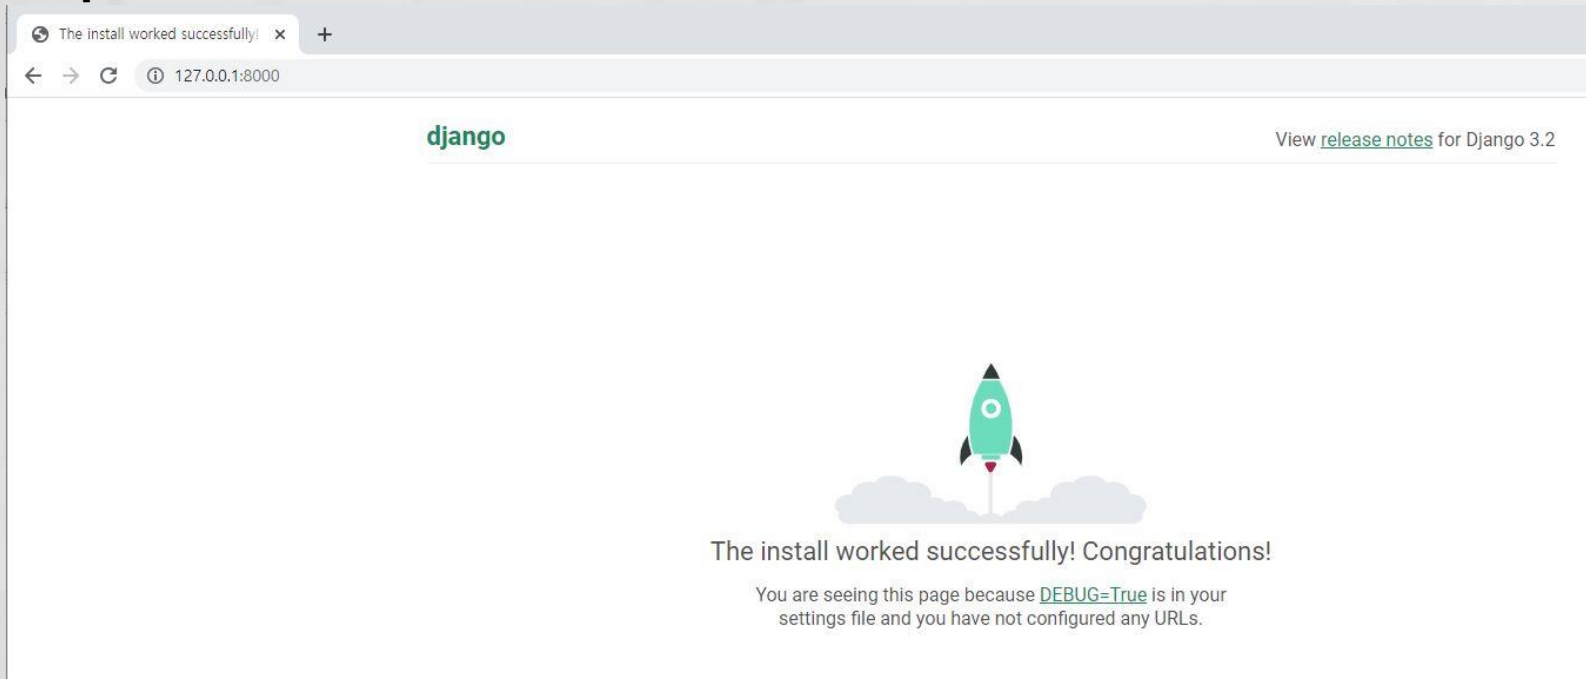 The install worked successfully!
127.0.0.1:8000
django
View release notes for Django 3.2
The install worked successfully! Congratulations!
You are seeing this page because DEBUG=True is in your
settings file and you have not configured any URLs.